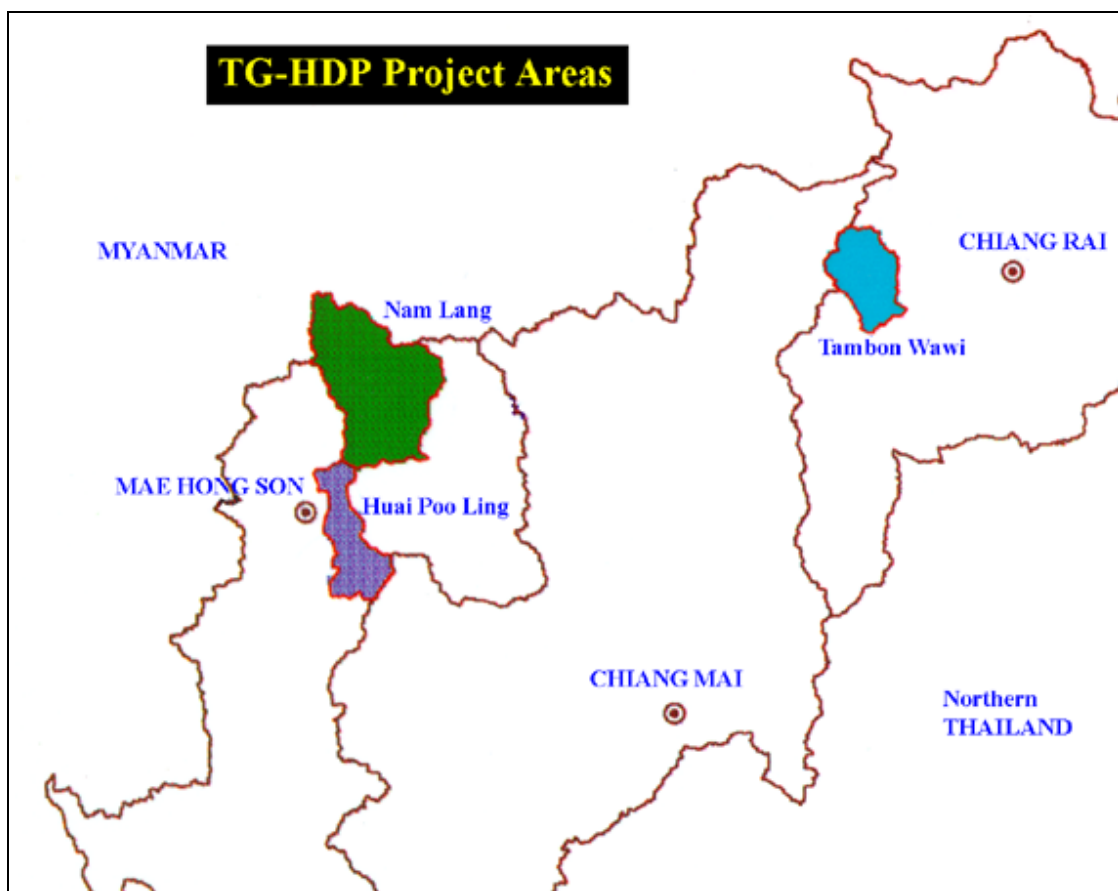 TG-HDP Project Areas
MYANMAR
CHIANG RAI
Nam Lang
Tambon Wawi
MAE HONG SON
Huai Poo Ling
CHIANG MAI
Northern
THAILAND